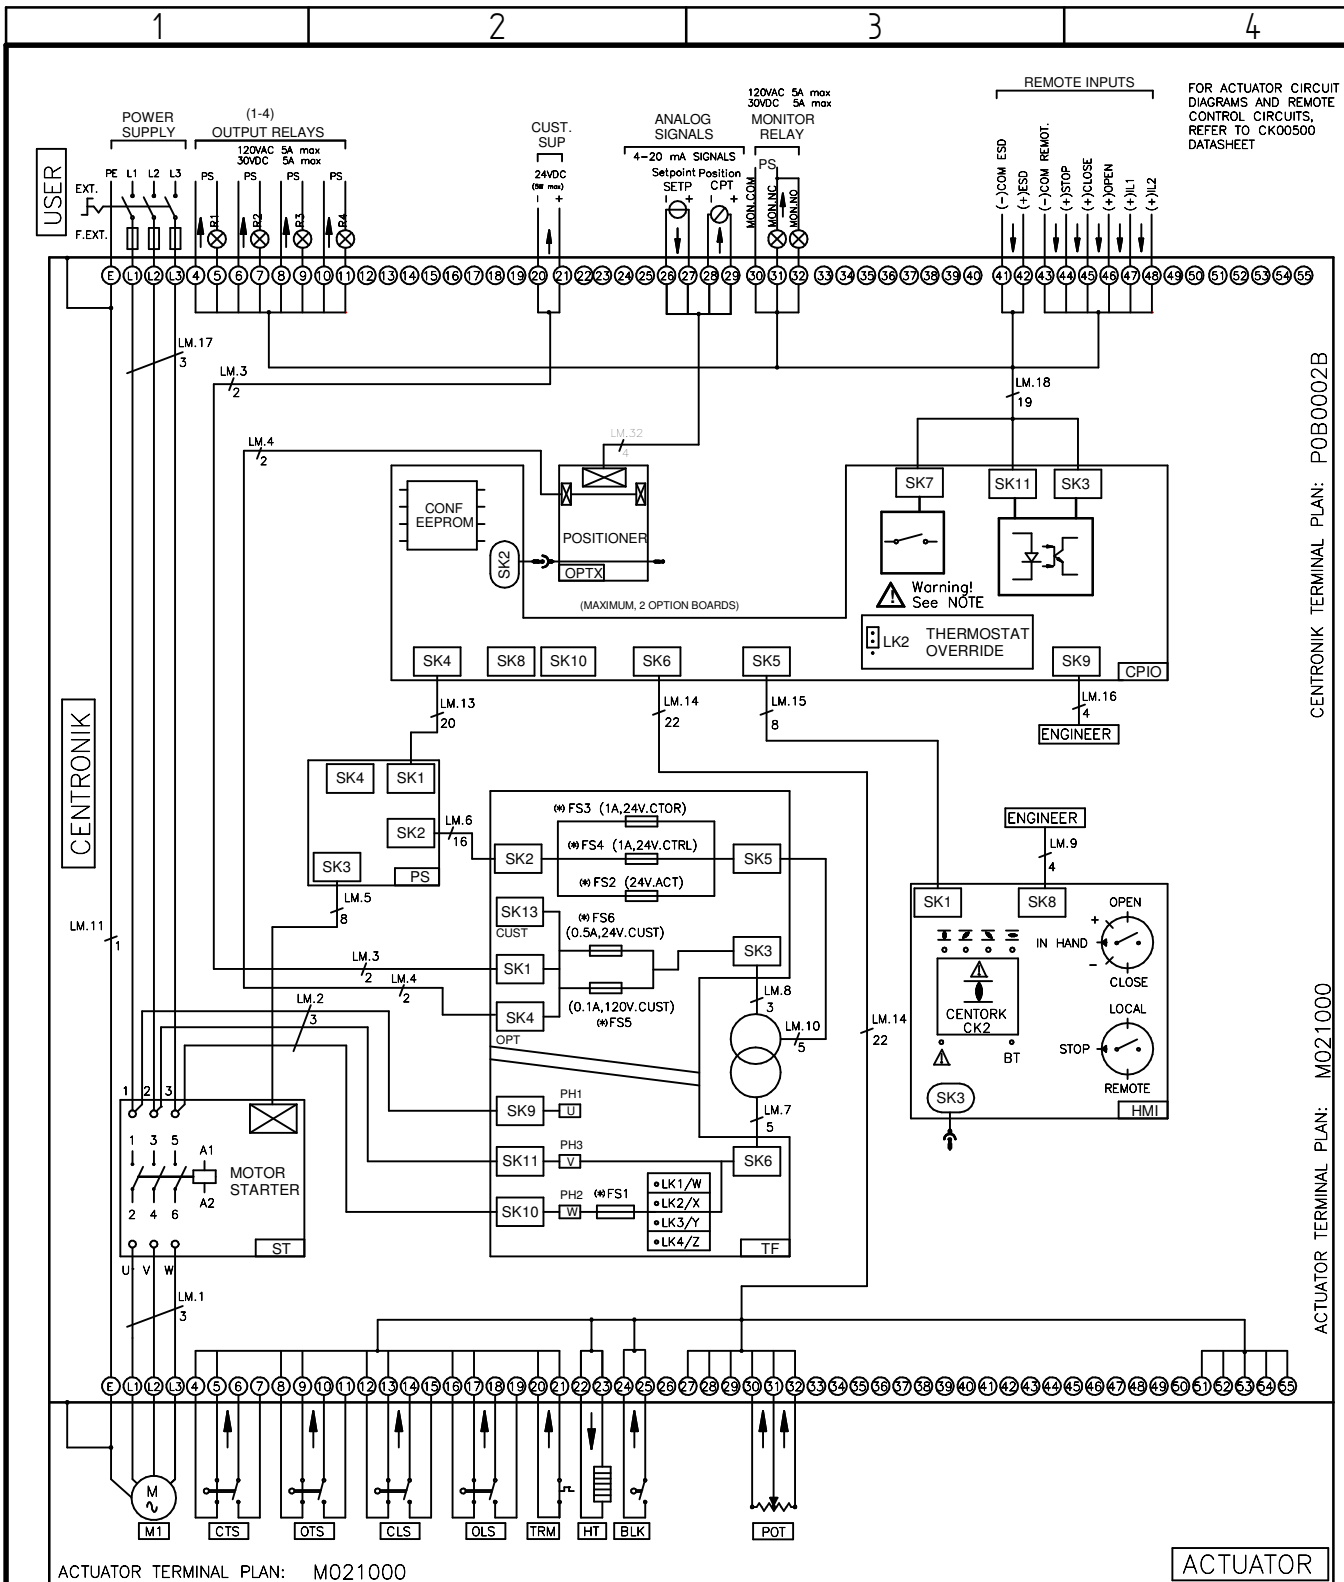 1 2 3 4
POWER
SUPPLY
(1-4)
OUTPUT RELAYS
120VAC 5A max
30VDC 5A max
CUST.
SUP
24VDC
(5W max)
- +
ANALOG
SIGNALS
4-20 mA SIGNALS
Setpoint Position
SETP CPT
- + - +
120VAC 5A max
30VDC 5A max
MONITOR
RELAY
PS
MON.COM
MON.NC
MON.NO
REMOTE INPUTS
(-)COM ESD
(+)ESD
(-)COM REMOT.
(+)STOP
(+)CLOSE
(+)OPEN
(+)IL1
(+)IL2
FOR ACTUATOR CIRCUIT
DIAGRAMS AND REMOTE
CONTROL CIRCUITS,
REFER TO CK00500
DATASHEET
USER
PE L1 L2 L3
EXT.
F.EXT.
PS PS PS PS
R1 R2 R3 R4
E L1 L2 L3 4 5 6 7 8 9 10 11 12 13 14 15 16 17 18 19 20 21 22 23 24 25 26 27 28 29 30 31 32 33 34 35 36 37 38 39 40 41 42 43 44 45 46 47 48 49 50 51 52 53 54 55
LM.17
3
LM.3
2
LM.18
19
LM.4
2
LM.32
4
CENTRONIK TERMINAL PLAN: P0B0002B
CONF
EEPROM
SK2
POSITIONER
OPTX
(MAXIMUM, 2 OPTION BOARDS)
SK7 SK11 SK3
Warning!
See NOTE
LK2
THERMOSTAT
OVERRIDE
SK4 SK8 SK10 SK6 SK5 SK9
CPIO
LM.13
20
LM.14
22
LM.15
8
LM.16
4
ENGINEER
CENTRONIK
SK4 SK1
SK2
SK3
PS
LM.6
16
LM.5
8
(*) FS3 (1A,24V.CTOR)
(*) FS4 (1A,24V.CTRL)
(*) FS2 (24V.ACT)
SK2 SK5
SK13
CUST
(*) FS6
(0.5A,24V.CUST)
SK1
SK3
SK4
OPT
(0.1A,120V.CUST)
(*)FS5
LM.8
3
LM.10
5
LM.7
5
LM.11
1
LM.3
2
LM.4
2
LM.2
3
LM.14
22
ENGINEER
LM.9
4
SK1 SK8
OPEN
+
IN HAND
-
CLOSE
CENTORK
CK2
BT
LOCAL
STOP
REMOTE
SK3
HMI
1 2 3
1 3 5
A1
A2
2 4 6
MOTOR
STARTER
ST
U V W
SK9
PH1
U
SK11
PH3
V
SK10
PH2
W
(*)FS1
SK6
LK1/W
LK2/X
LK3/Y
LK4/Z
TF
ACTUATOR TERMINAL PLAN: M021000
LM.1
3
E L1 L2 L3 4 5 6 7 8 9 10 11 12 13 14 15 16 17 18 19 20 21 22 23 24 25 26 27 28 29 30 31 32 33 34 35 36 37 38 39 40 41 42 43 44 45 46 47 48 49 50 51 52 53 54 55
M
M1 CTS OTS CLS OLS TRM HT BLK POT
ACTUATOR TERMINAL PLAN: M021000
ACTUATOR